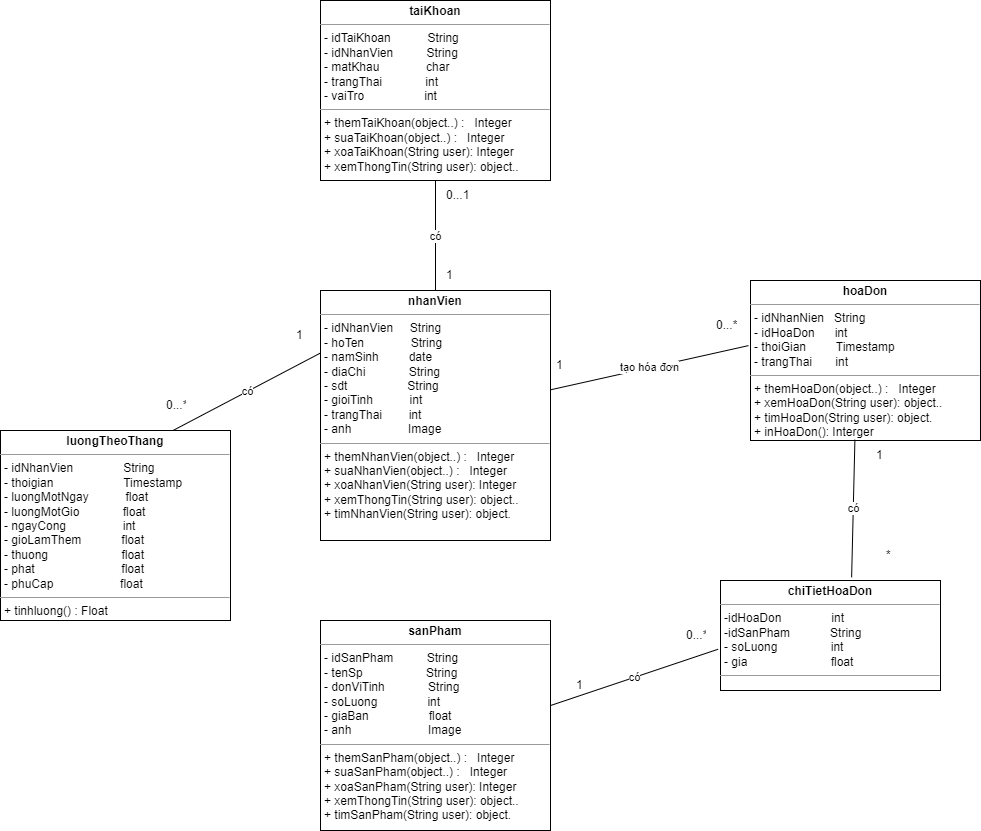 taiKhoan
- idTaiKhoan String
- idNhanVien String
- matKhau char
- trangThai int
- vaiTro int
+ themTaiKhoan(object..) : Integer
+ suaTaiKhoan(object..) : Integer
+ xoaTaiKhoan(String user): Integer
+ xemThongTin(String user): object..
0...1
có
1
nhanVien
- idNhanVien String
- hoTen String
- namSinh date
- diaChi String
- sdt String
- gioiTinh int
- trangThai int
- anh Image
+ themNhanVien(object..) : Integer
+ suaNhanVien(object..) : Integer
+ xoaNhanVien(String user): Integer
+ xemThongTin(String user): object..
+ timNhanVien(String user): object.
1
có
0...*
luongTheoThang
- idNhanVien String
- thoigian Timestamp
- luongMotNgay float
- luongMotGio float
- ngayCong int
- gioLamThem float
- thuong float
- phat float
- phuCap float
+ tinhluong() : Float
1
tạo hóa đơn
0...*
hoaDon
- idNhanNien String
- idHoaDon int
- thoiGian Timestamp
- trangThai int
+ themHoaDon(object..) : Integer
+ xemHoaDon(String user): object..
+ timHoaDon(String user): object.
+ inHoaDon(): Interger
1
có
*
chiTietHoaDon
-idHoaDon int
-idSanPham String
- soLuong int
- gia float
0...*
có
1
sanPham
- idSanPham String
- tenSp String
- donViTinh String
- soLuong int
- giaBan float
- anh Image
+ themSanPham(object..) : Integer
+ suaSanPham(object..) : Integer
+ xoaSanPham(String user): Integer
+ xemThongTin(String user): object..
+ timSanPham(String user): object.